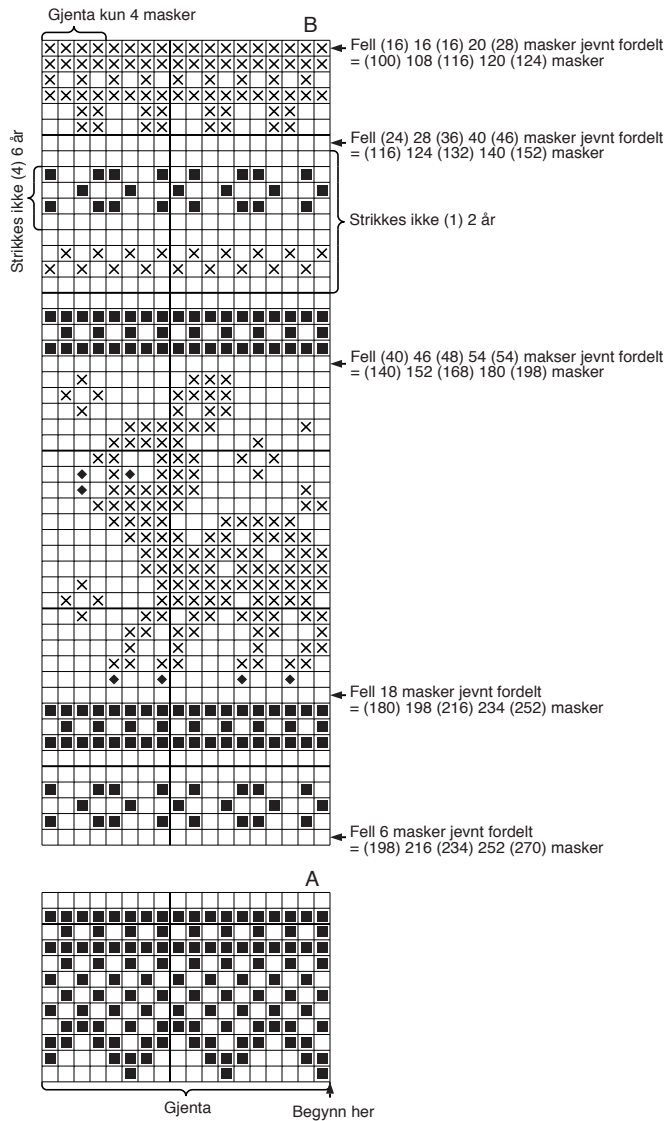 Gjenta kun 4 masker
B
Fell (16) 16 (16) 20 (28) masker jevnt fordelt
= (100) 108 (116) 120 (124) masker
Fell (24) 28 (36) 40 (46) masker jevnt fordelt
= (116) 124 (132) 140 (152) masker
Strikkes ikke (4) 6 år
Strikkes ikke (1) 2 år
Fell (40) 46 (48) 54 (54) makser jevnt fordelt
= (140) 152 (168) 180 (198) masker
Fell 18 masker jevnt fordelt
= (180) 198 (216) 234 (252) masker
Fell 6 masker jevnt fordelt
= (198) 216 (234) 252 (270) masker
A
Gjenta
Begynn her